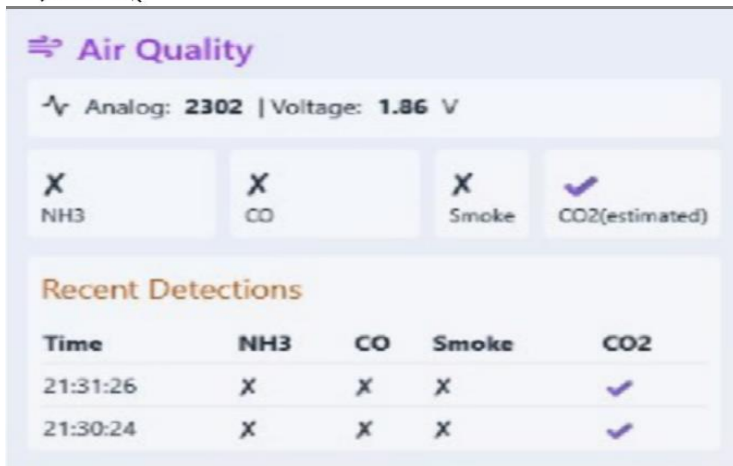 Air Quality
Analog: 2302 | Voltage: 1.86 V
✗ ✗ ✗ ✓
NH3 CO Smoke CO2(estimated)
Recent Detections
Time NH3 CO Smoke CO2
21:31:26 ✗ ✗ ✗ ✓
21:30:24 ✗ ✗ ✗ ✓